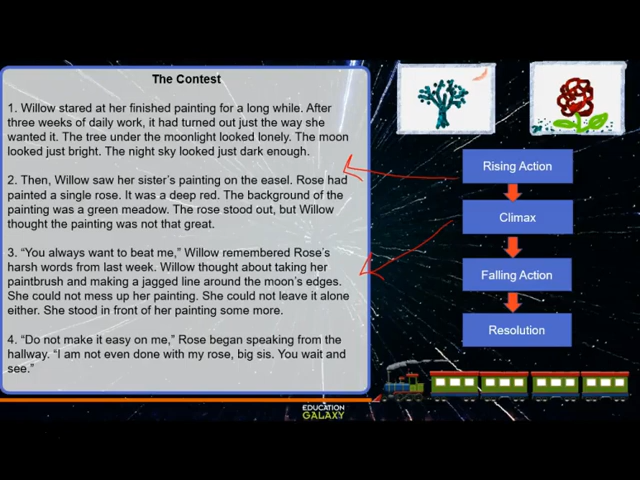 The Contest
1. Willow stared at her finished painting for a long while. After
three weeks of daily work, it had turned out just the way she
wanted it. The tree under the moonlight looked lonely. The moon
looked just bright. The night sky looked just dark enough.
2. Then, Willow saw her sister's painting on the easel. Rose had
painted a single rose. It was a deep red. The background of the
painting was a green meadow. The rose stood out, but Willow
thought the painting was not that great.
3. “You always want to beat me,” Willow remembered Rose's
harsh words from last week. Willow thought about taking her
paintbrush and making a jagged line around the moon's edges.
She could not mess up her painting. She could not leave it alone
either. She stood in front of her painting some more.
4. “Do not make it easy on me,” Rose began speaking from the
hallway. “I am not even done with my rose, big sis. You wait and
see.”
Rising Action
Climax
Falling Action
Resolution
EDUCATION
GALAXY